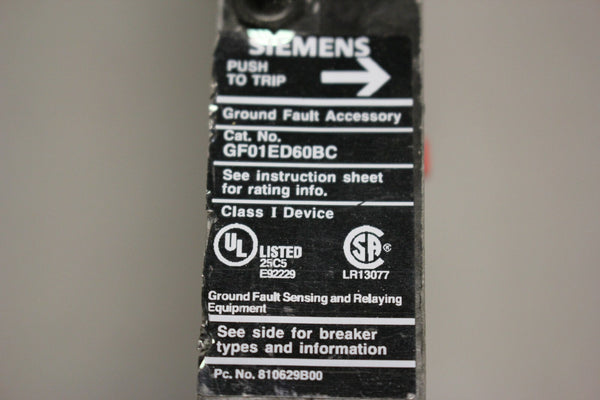 SIEMENS
PUSH
TO TRIP
Ground Fault Accessory
Cat. No.
GF01ED60BC
See instruction sheet
for rating info.
Class I Device
UL LISTED
25C5
E92229
SA ®
LR13077
Ground Fault Sensing and Relaying
Equipment
See side for breaker
types and information
Pc. No. 810629B00